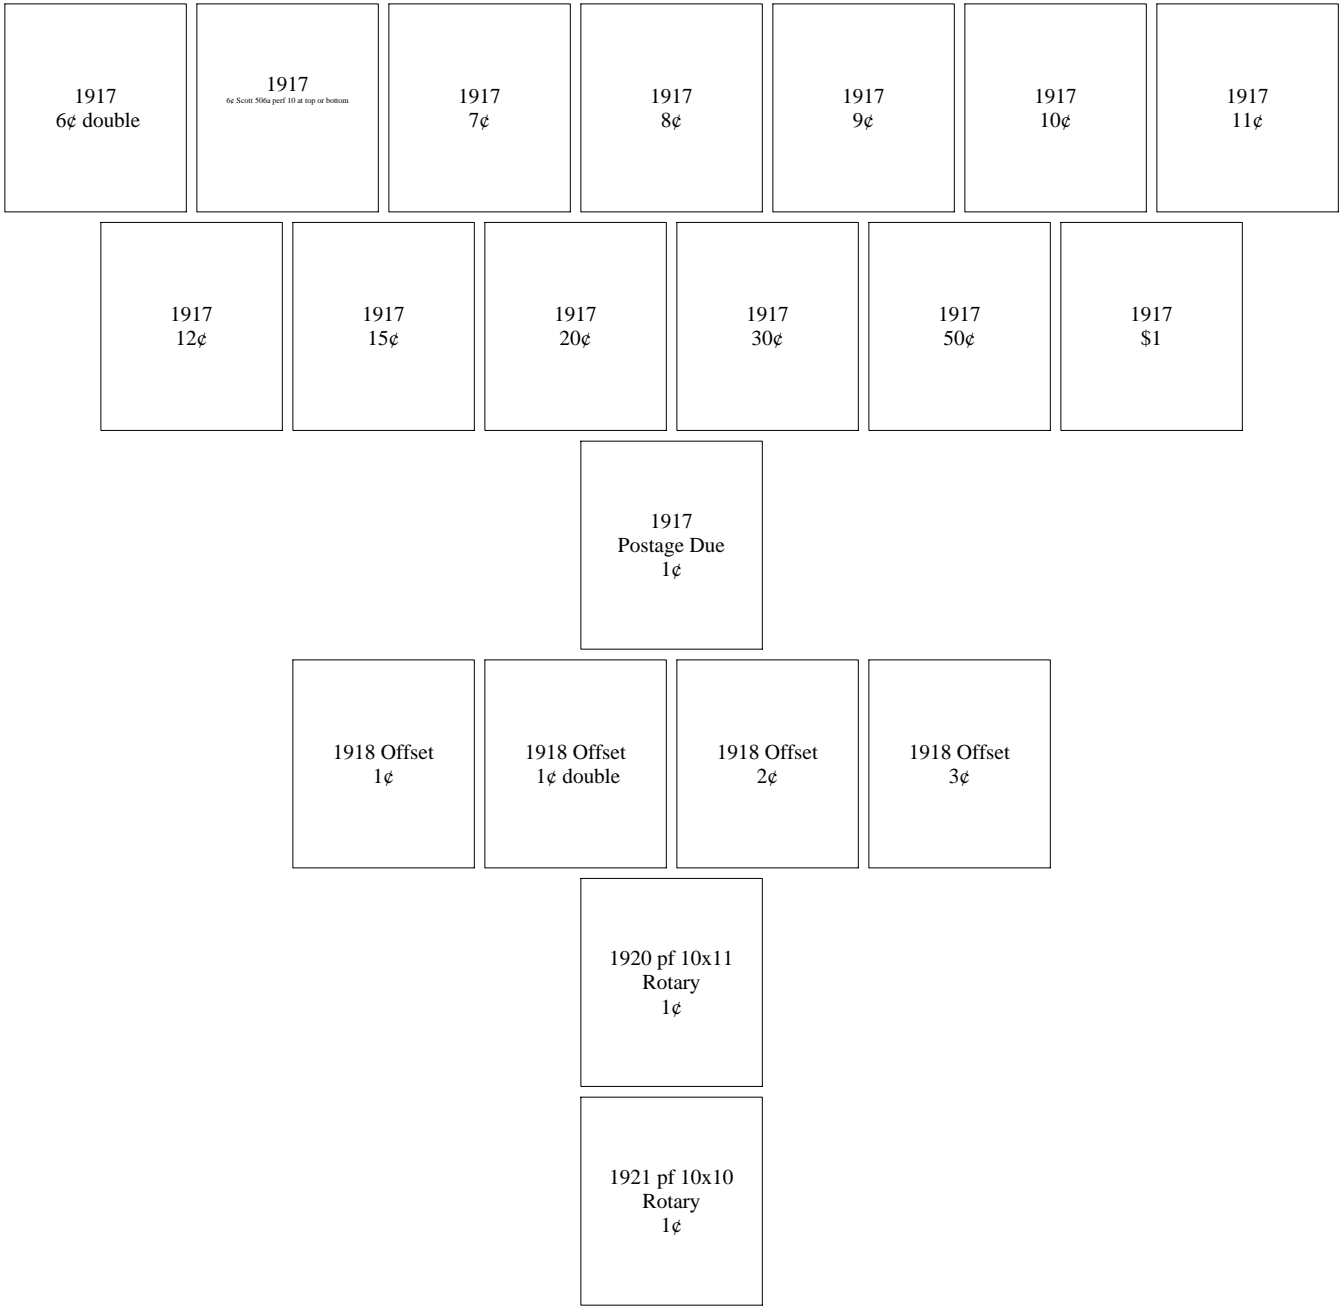 1917
6¢ double
1917
6¢ Scott 506a perf 10 at top or bottom
1917
7¢
1917
8¢
1917
9¢
1917
10¢
1917
11¢
1917
12¢
1917
15¢
1917
20¢
1917
30¢
1917
50¢
1917
$1
1917
Postage Due
1¢
1918 Offset
1¢
1918 Offset
1¢ double
1918 Offset
2¢
1918 Offset
3¢
1920 pf 10x11
Rotary
1¢
1921 pf 10x10
Rotary
1¢